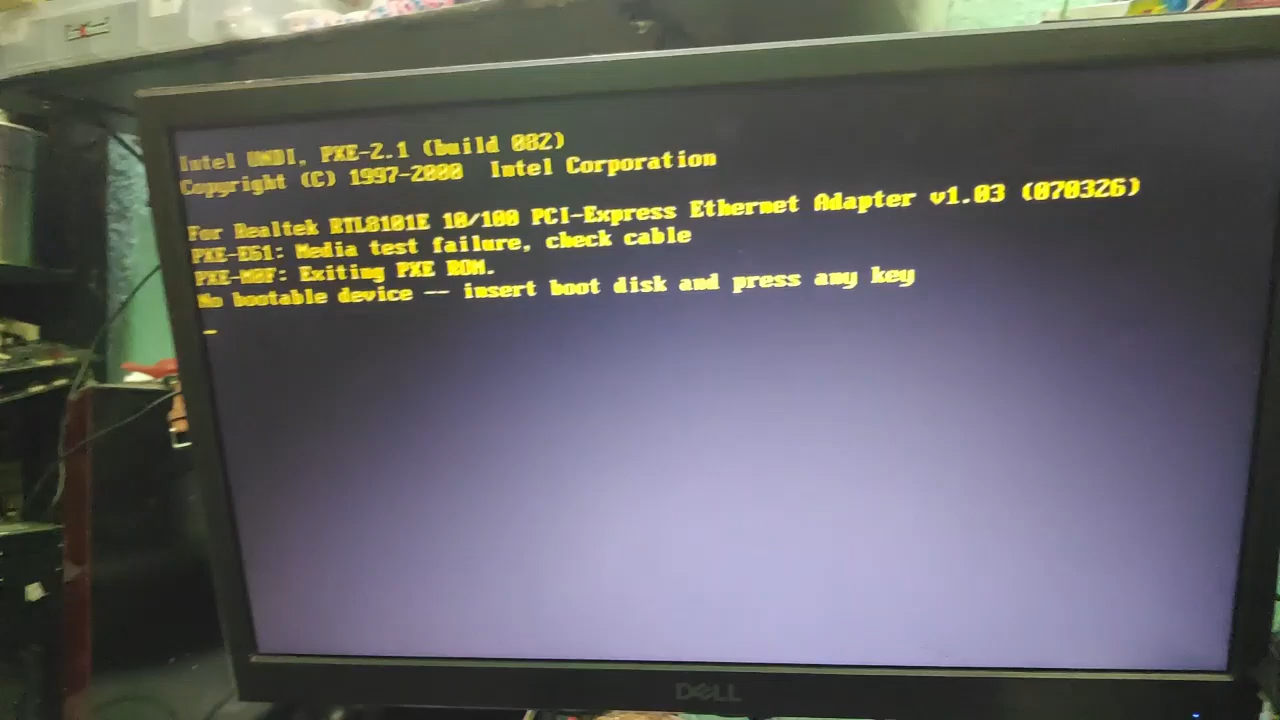 Intel UNDI, PXE-2.1 (build 082)
Copyright (C) 1997-2000 Intel Corporation
For Realtek RTL8101E 10/100 PCI-Express Ethernet Adapter v1.03 (070326)
PXE-E61: Media test failure, check cable
PXE-M0F: Exiting PXE ROM.
No bootable device -- insert boot disk and press any key
DELL